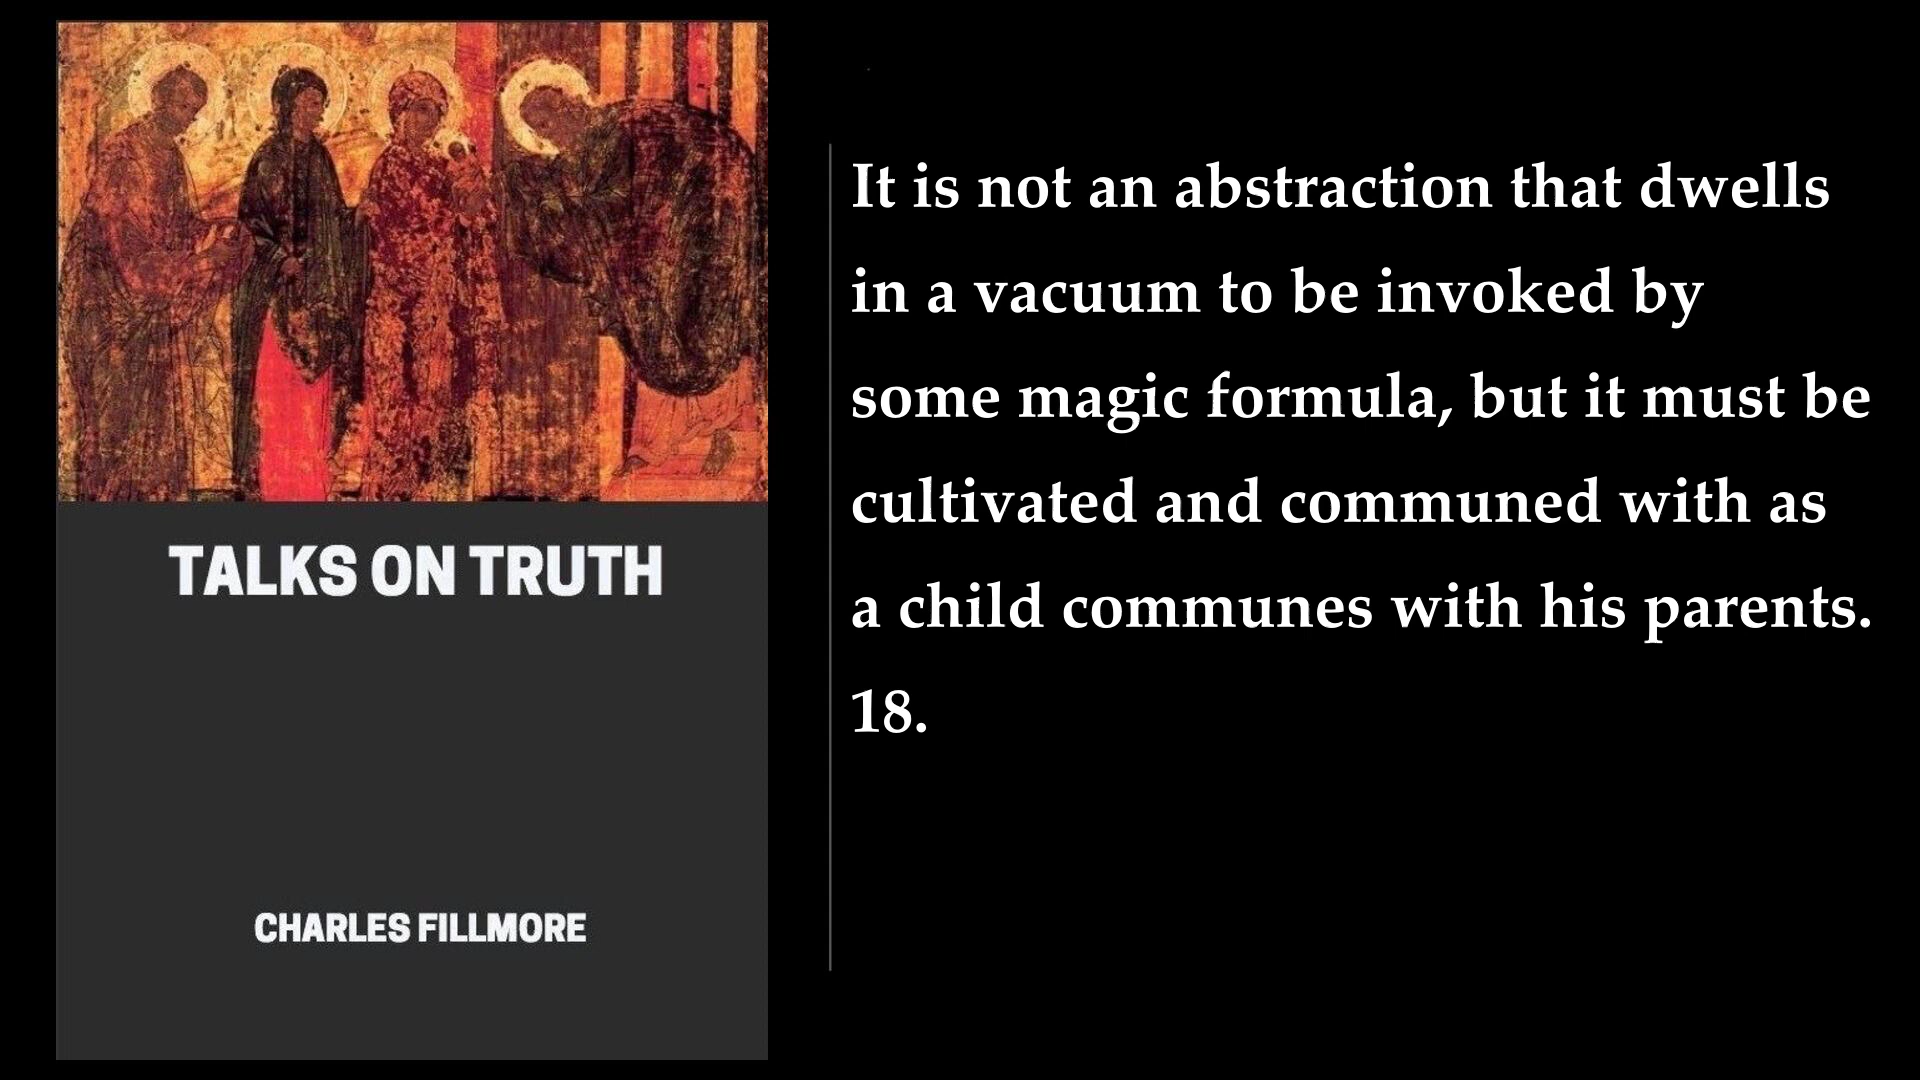 TALKS ON TRUTH
CHARLES FILLMORE
It is not an abstraction that dwells
in a vacuum to be invoked by
some magic formula, but it must be
cultivated and communed with as
a child communes with his parents.
18.